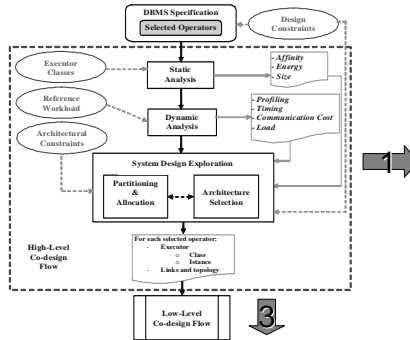 DBMS Specification
Selected Operators
Design
Constraints
Executor
Classes
Static
Analysis
- Affinity
- Energy
- Size
Reference
Workload
Dynamic
Analysis
- Profiling
- Timing
- Communication Cost
- Load
Architectural
Constraints
System Design Exploration
Partitioning
&
Allocation
Architecture
Selection
1
For each selected operator:
- Executor
o Class
o Istance
- Links and topology
High-Level
Co-design
Flow
Low-Level
Co-design Flow
3